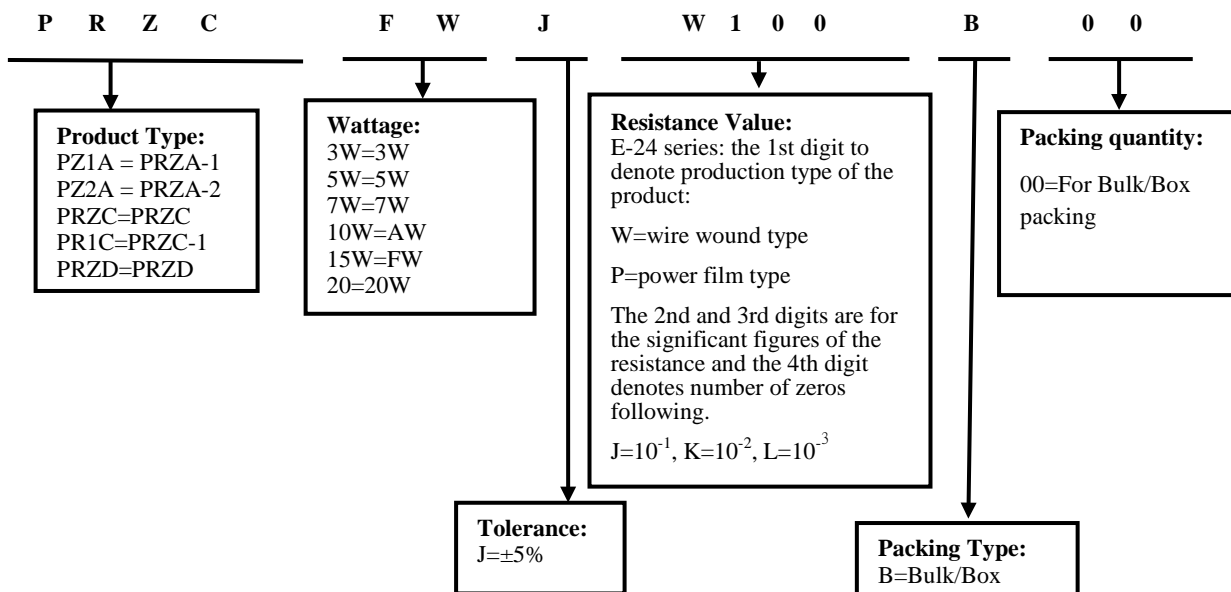 P R Z C F W J W 1 0 0 B 0 0
Product Type:
PZ1A = PRZA-1
PZ2A = PRZA-2
PRZC=PRZC
PR1C=PRZC-1
PRZD=PRZD
Wattage:
3W=3W
5W=5W
7W=7W
10W=AW
15W=FW
20=20W
Resistance Value:
E-24 series: the 1st digit to
denote production type of the
product:
W=wire wound type
P=power film type
The 2nd and 3rd digits are for
the significant figures of the
resistance and the 4th digit
denotes number of zeros
following.
J=10⁻¹, K=10⁻², L=10⁻³
Packing quantity:
00=For Bulk/Box
packing
Tolerance:
J=±5%
Packing Type:
B=Bulk/Box